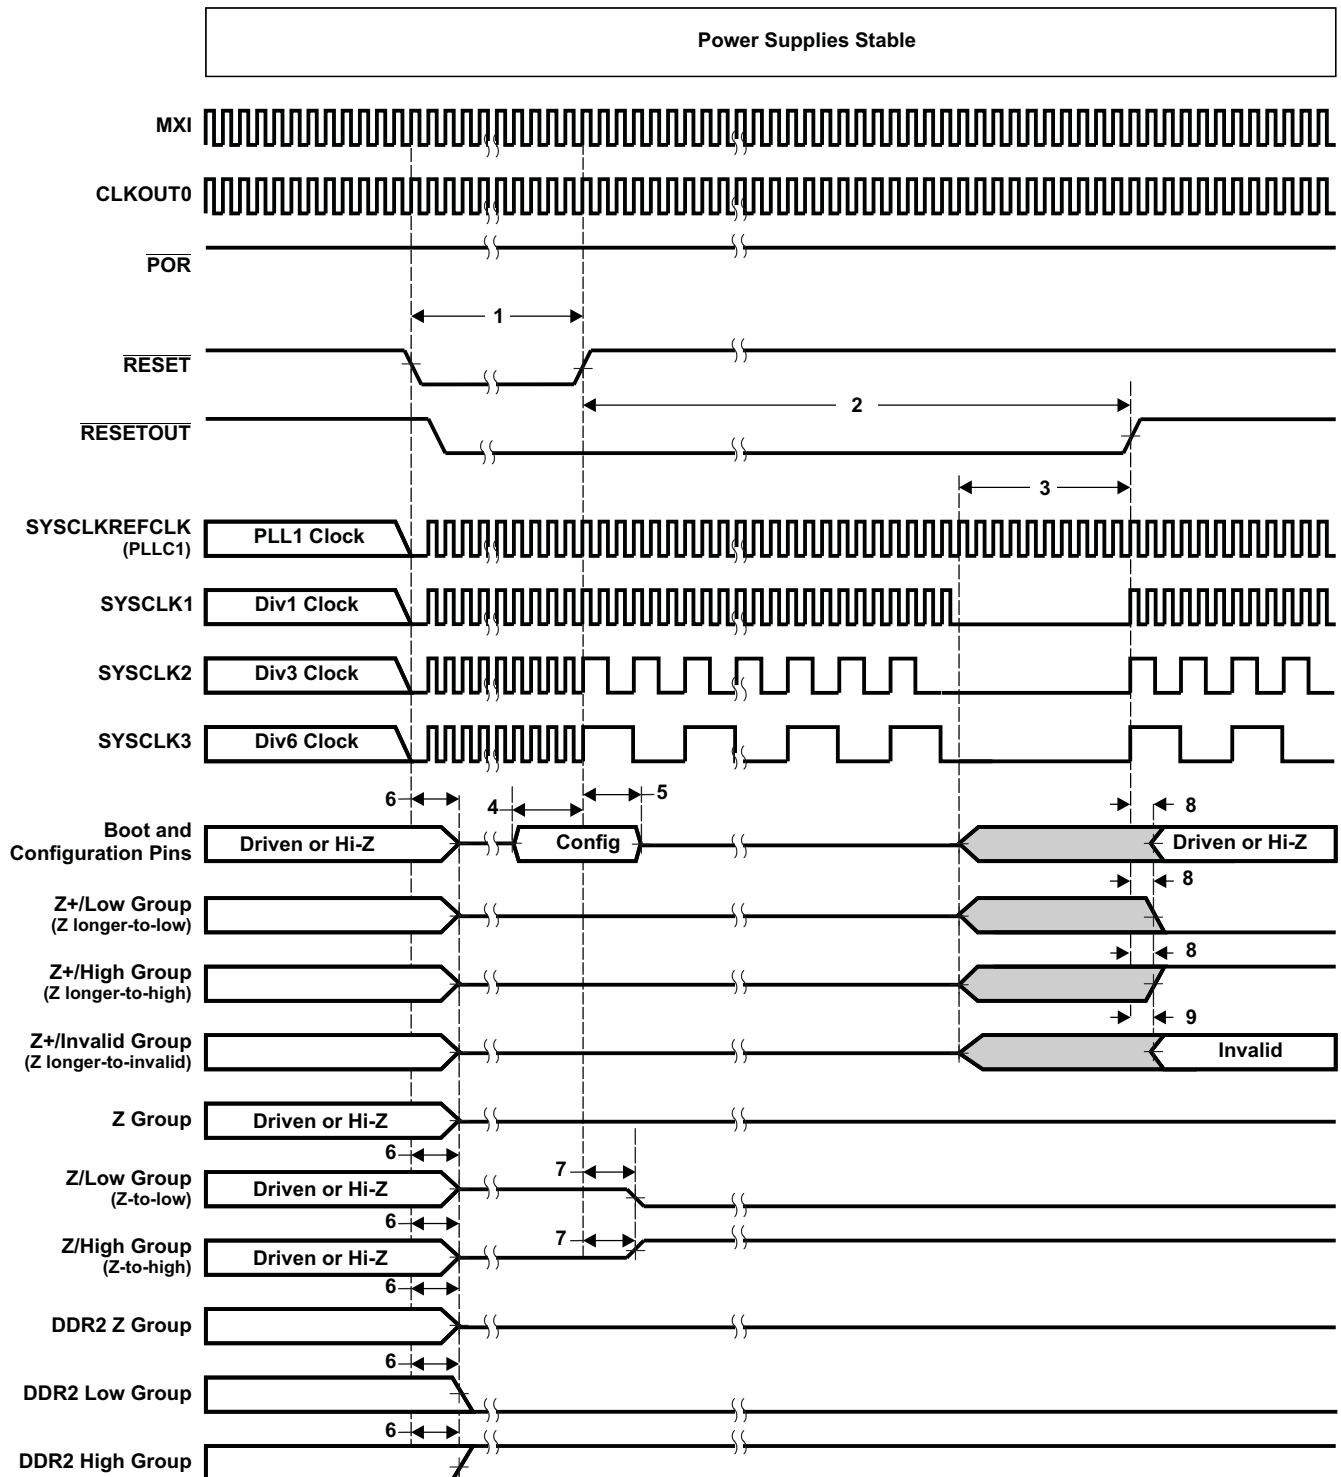 Power Supplies Stable
MXI
CLKOUT0
POR
1
RESET
2
RESETOUT
3
SYSCLKREFCLK
(PLLC1)
PLL1 Clock
SYSCLK1
Div1 Clock
SYSCLK2
Div3 Clock
SYSCLK3
Div6 Clock
6
4
5
8
Boot and
Configuration Pins
Driven or Hi-Z
Config
Driven or Hi-Z
8
Z+/Low Group
(Z longer-to-low)
8
Z+/High Group
(Z longer-to-high)
9
Z+/Invalid Group
(Z longer-to-invalid)
Invalid
Z Group
Driven or Hi-Z
6
7
Z/Low Group
(Z-to-low)
Driven or Hi-Z
6
7
Z/High Group
(Z-to-high)
Driven or Hi-Z
6
DDR2 Z Group
6
DDR2 Low Group
6
DDR2 High Group